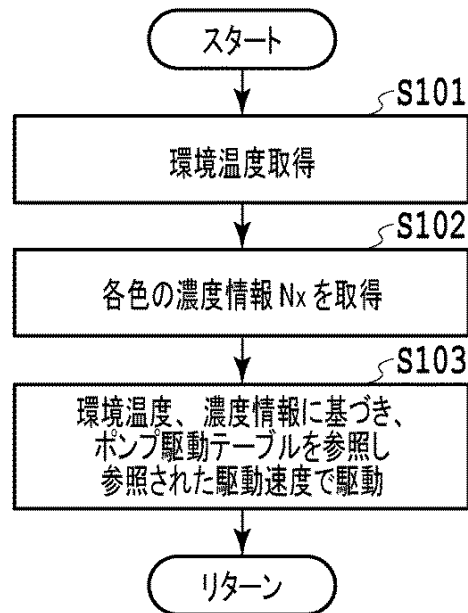 スタート
S101
環境温度取得
S102
各色の濃度情報Nxを取得
S103
環境温度、濃度情報に基づき、
ポンプ駆動テーブルを参照し
参照された駆動速度で駆動
リターン